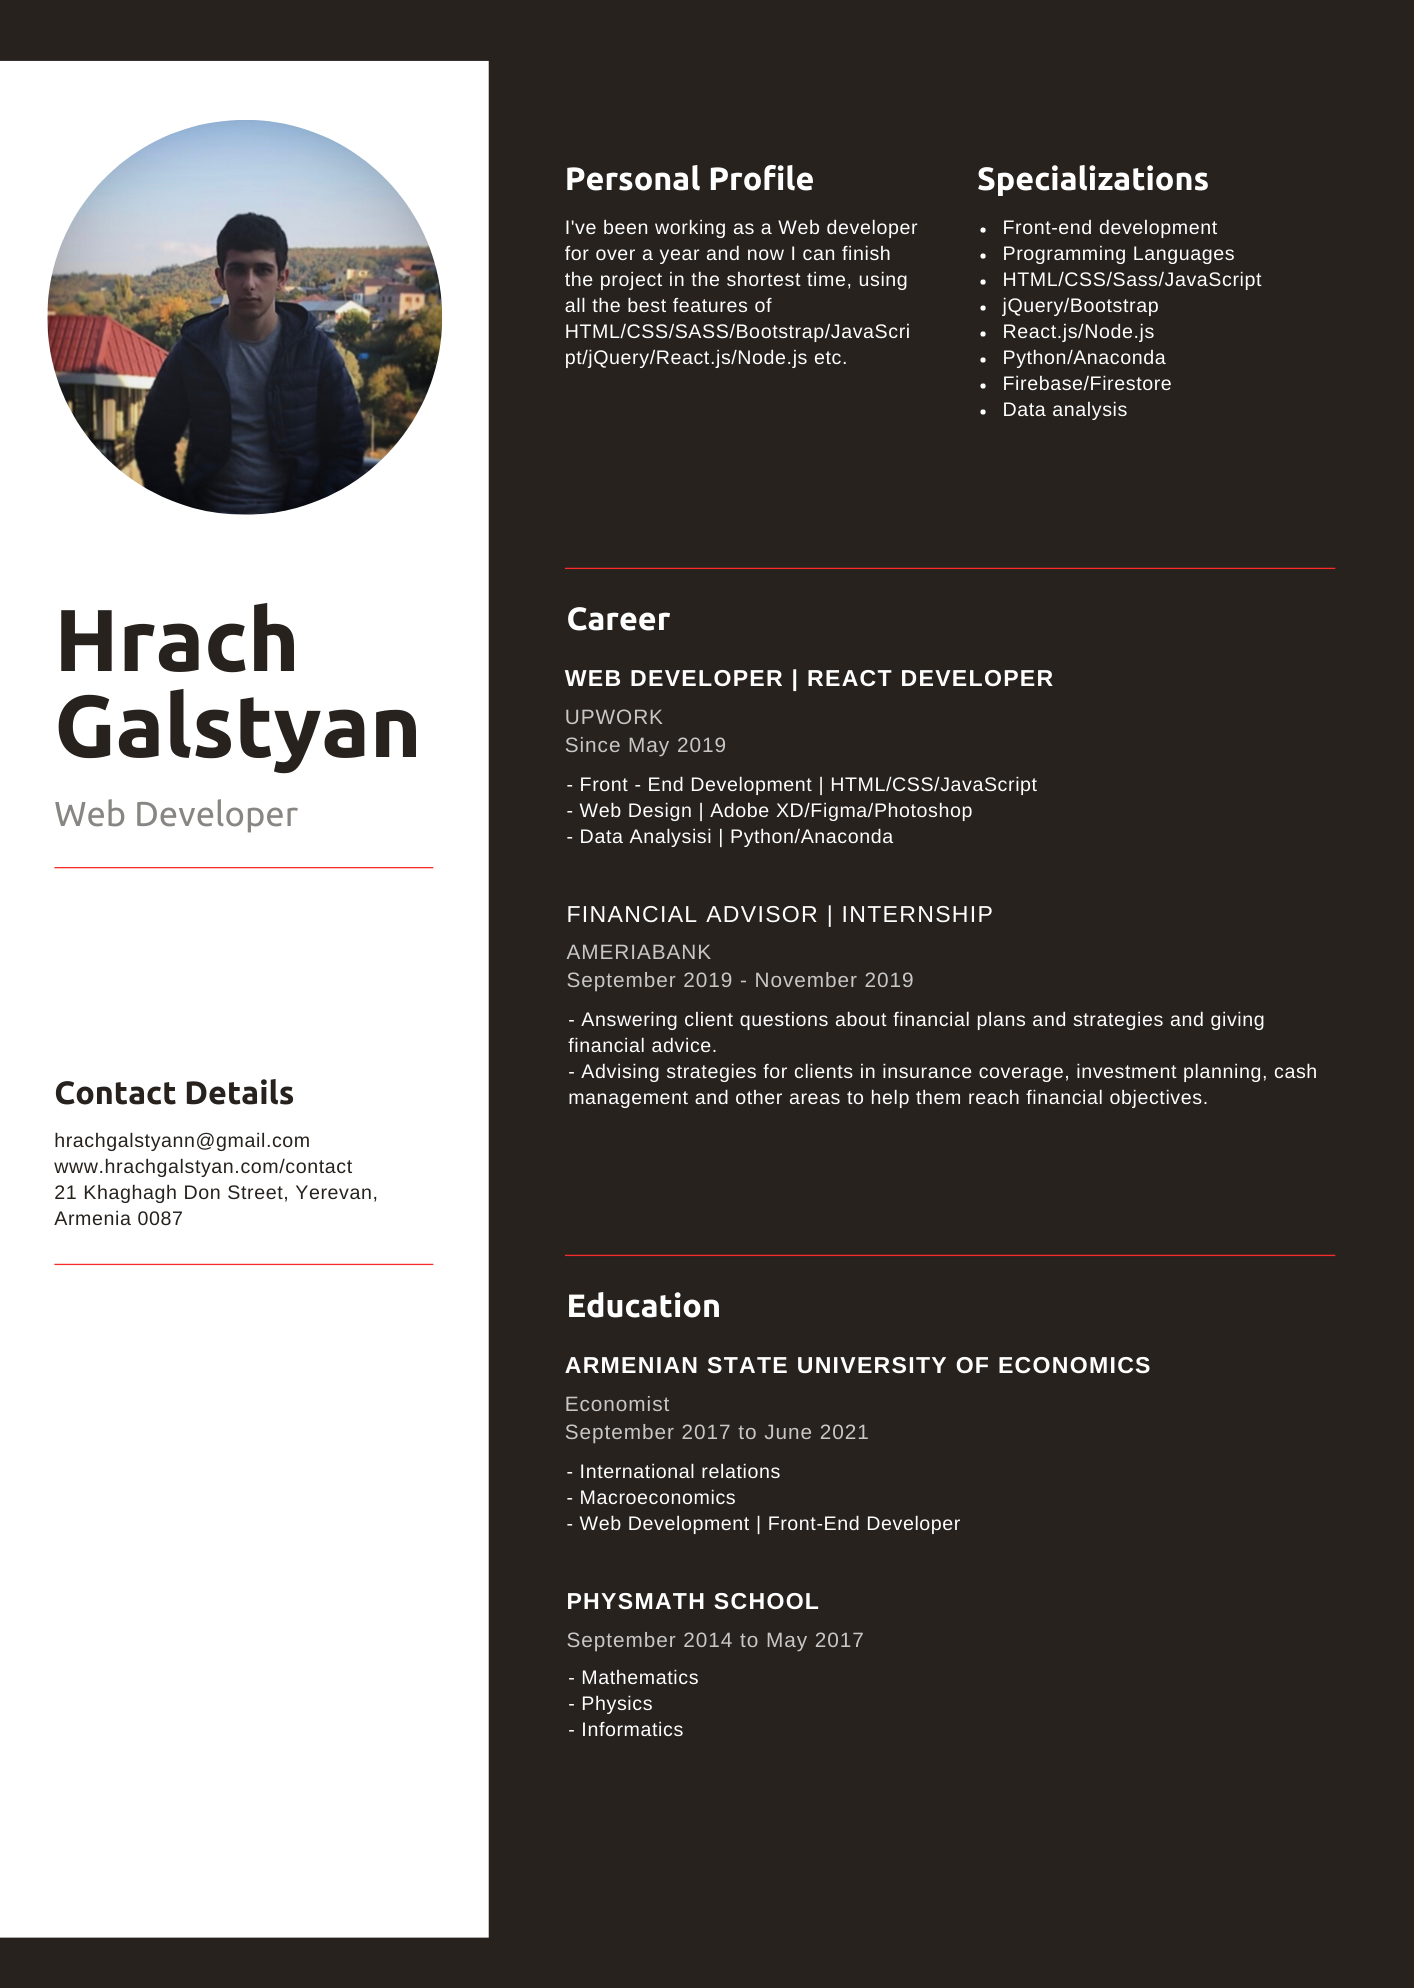 Hrach
Galstyan
Web Developer
Contact Details
hrachgalstyann@gmail.com
www.hrachgalstyan.com/contact
21 Khaghagh Don Street, Yerevan,
Armenia 0087
Personal Profile
I've been working as a Web developer
for over a year and now I can finish
the project in the shortest time, using
all the best features of
HTML/CSS/SASS/Bootstrap/JavaScri
pt/jQuery/React.js/Node.js etc.
Specializations
• Front-end development
• Programming Languages
• HTML/CSS/Sass/JavaScript
• jQuery/Bootstrap
• React.js/Node.js
• Python/Anaconda
• Firebase/Firestore
• Data analysis
Career
WEB DEVELOPER | REACT DEVELOPER
UPWORK
Since May 2019
- Front - End Development | HTML/CSS/JavaScript
- Web Design | Adobe XD/Figma/Photoshop
- Data Analysisi | Python/Anaconda
FINANCIAL ADVISOR | INTERNSHIP
AMERIABANK
September 2019 - November 2019
- Answering client questions about financial plans and strategies and giving
financial advice.
- Advising strategies for clients in insurance coverage, investment planning, cash
management and other areas to help them reach financial objectives.
Education
ARMENIAN STATE UNIVERSITY OF ECONOMICS
Economist
September 2017 to June 2021
- International relations
- Macroeconomics
- Web Development | Front-End Developer
PHYSMATH SCHOOL
September 2014 to May 2017
- Mathematics
- Physics
- Informatics